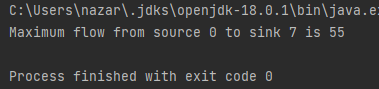 C:\Users\nazar\.jdks\openjdk-18.0.1\bin\java.e
Maximum flow from source 0 to sink 7 is 55
Process finished with exit code 0